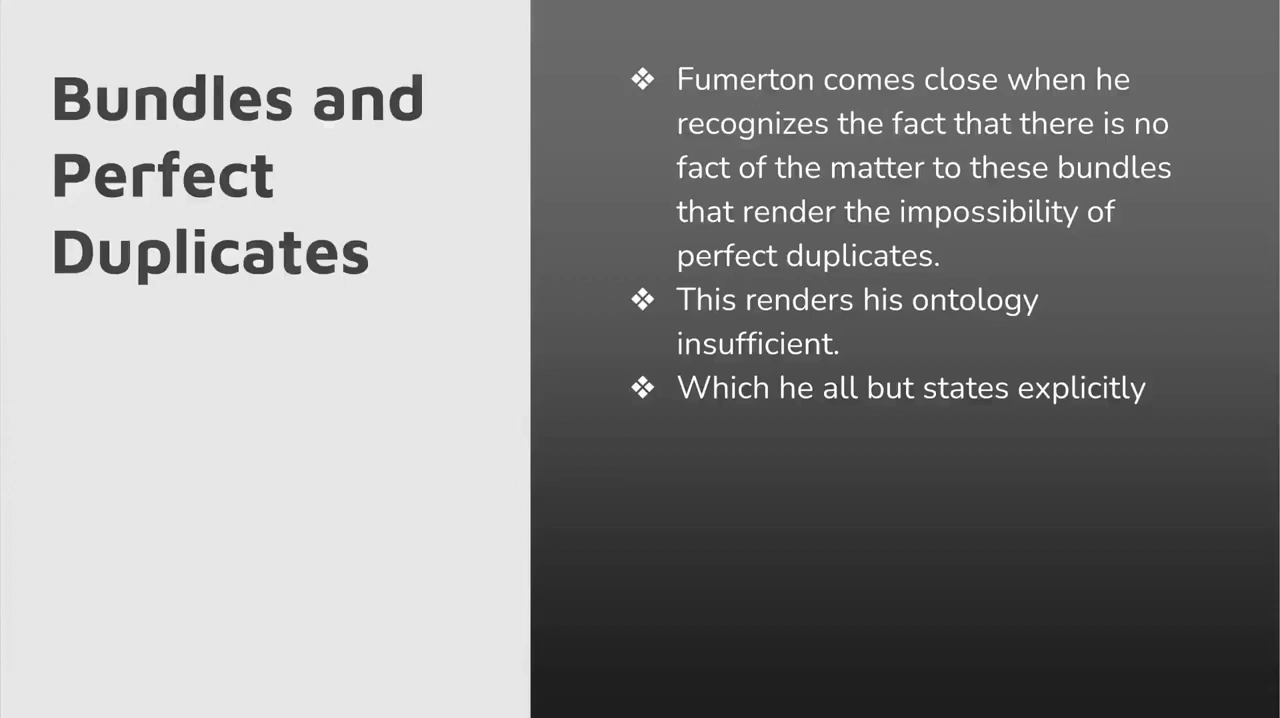 Bundles and
Perfect
Duplicates
❖ Fumerton comes close when he
recognizes the fact that there is no
fact of the matter to these bundles
that render the impossibility of
perfect duplicates.
❖ This renders his ontology
insufficient.
❖ Which he all but states explicitly